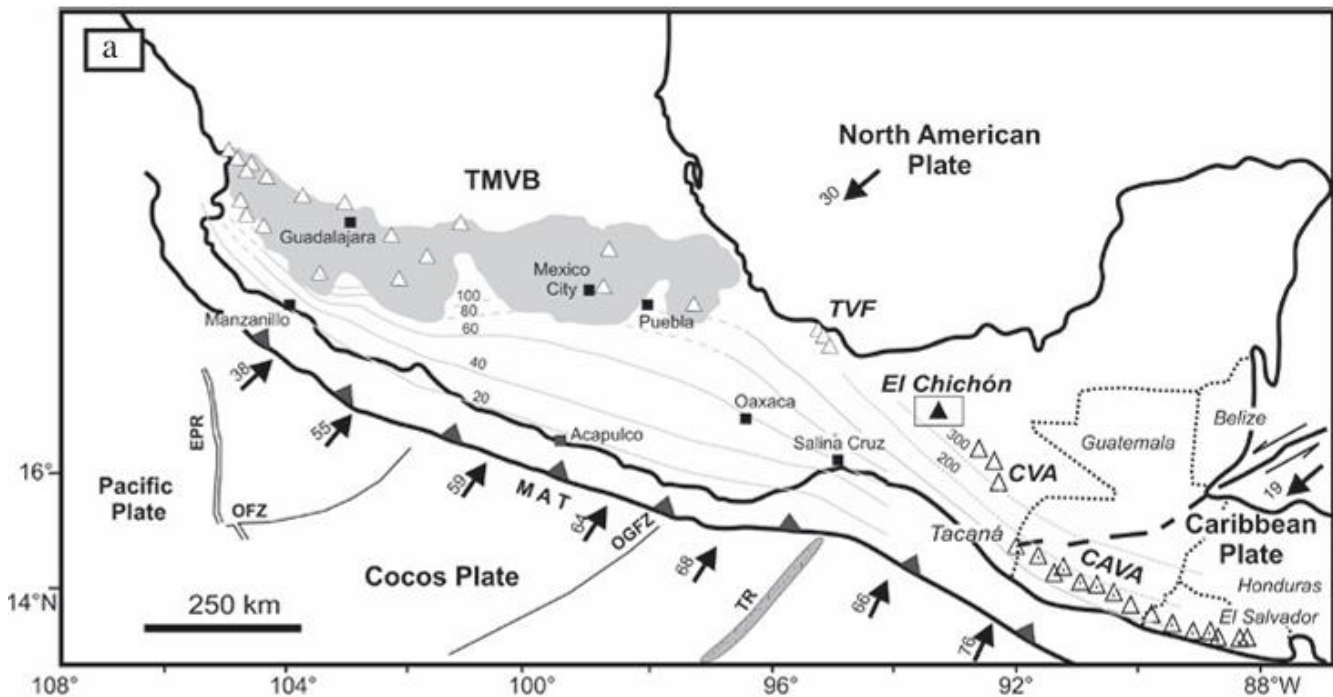 a
North American
Plate
30
TMVB
Guadalajara
Mexico
City
Puebla
100
80
60
40
20
Manzanillo
TVF
El Chichón
Oaxaca
Salina Cruz
Acapulco
300
200
CVA
Guatemala
Belize
19
Caribbean
Plate
Tacaná
CAVA
Honduras
El Salvador
38
55
59
64
68
66
76
EPR
OFZ
Pacific
Plate
MAT
OGFZ
Cocos Plate
TR
16°
14°N
250 km
108°
104°
100°
96°
92°
88°W